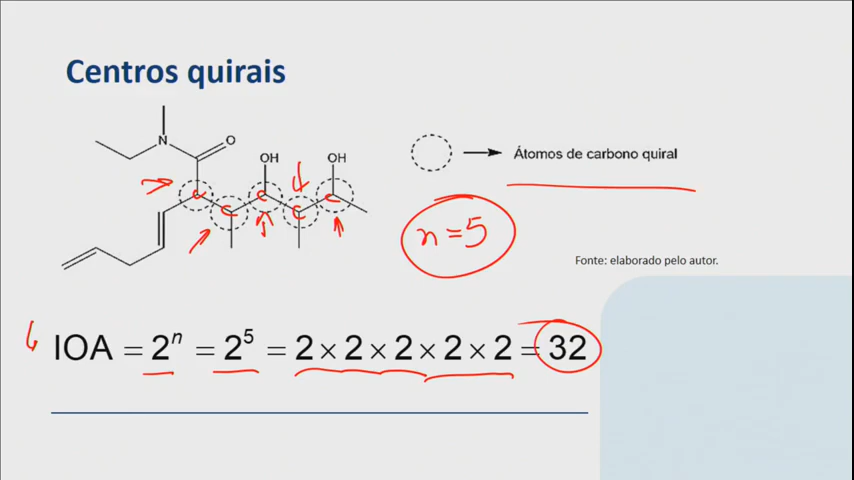 Centros quirais
N
O
OH
OH
C
C
C
C
C
Átomos de carbono quiral
n=5
Fonte: elaborado pelo autor.
IOA = 2ⁿ = 2⁵ = 2 × 2 × 2 × 2 × 2 = 32